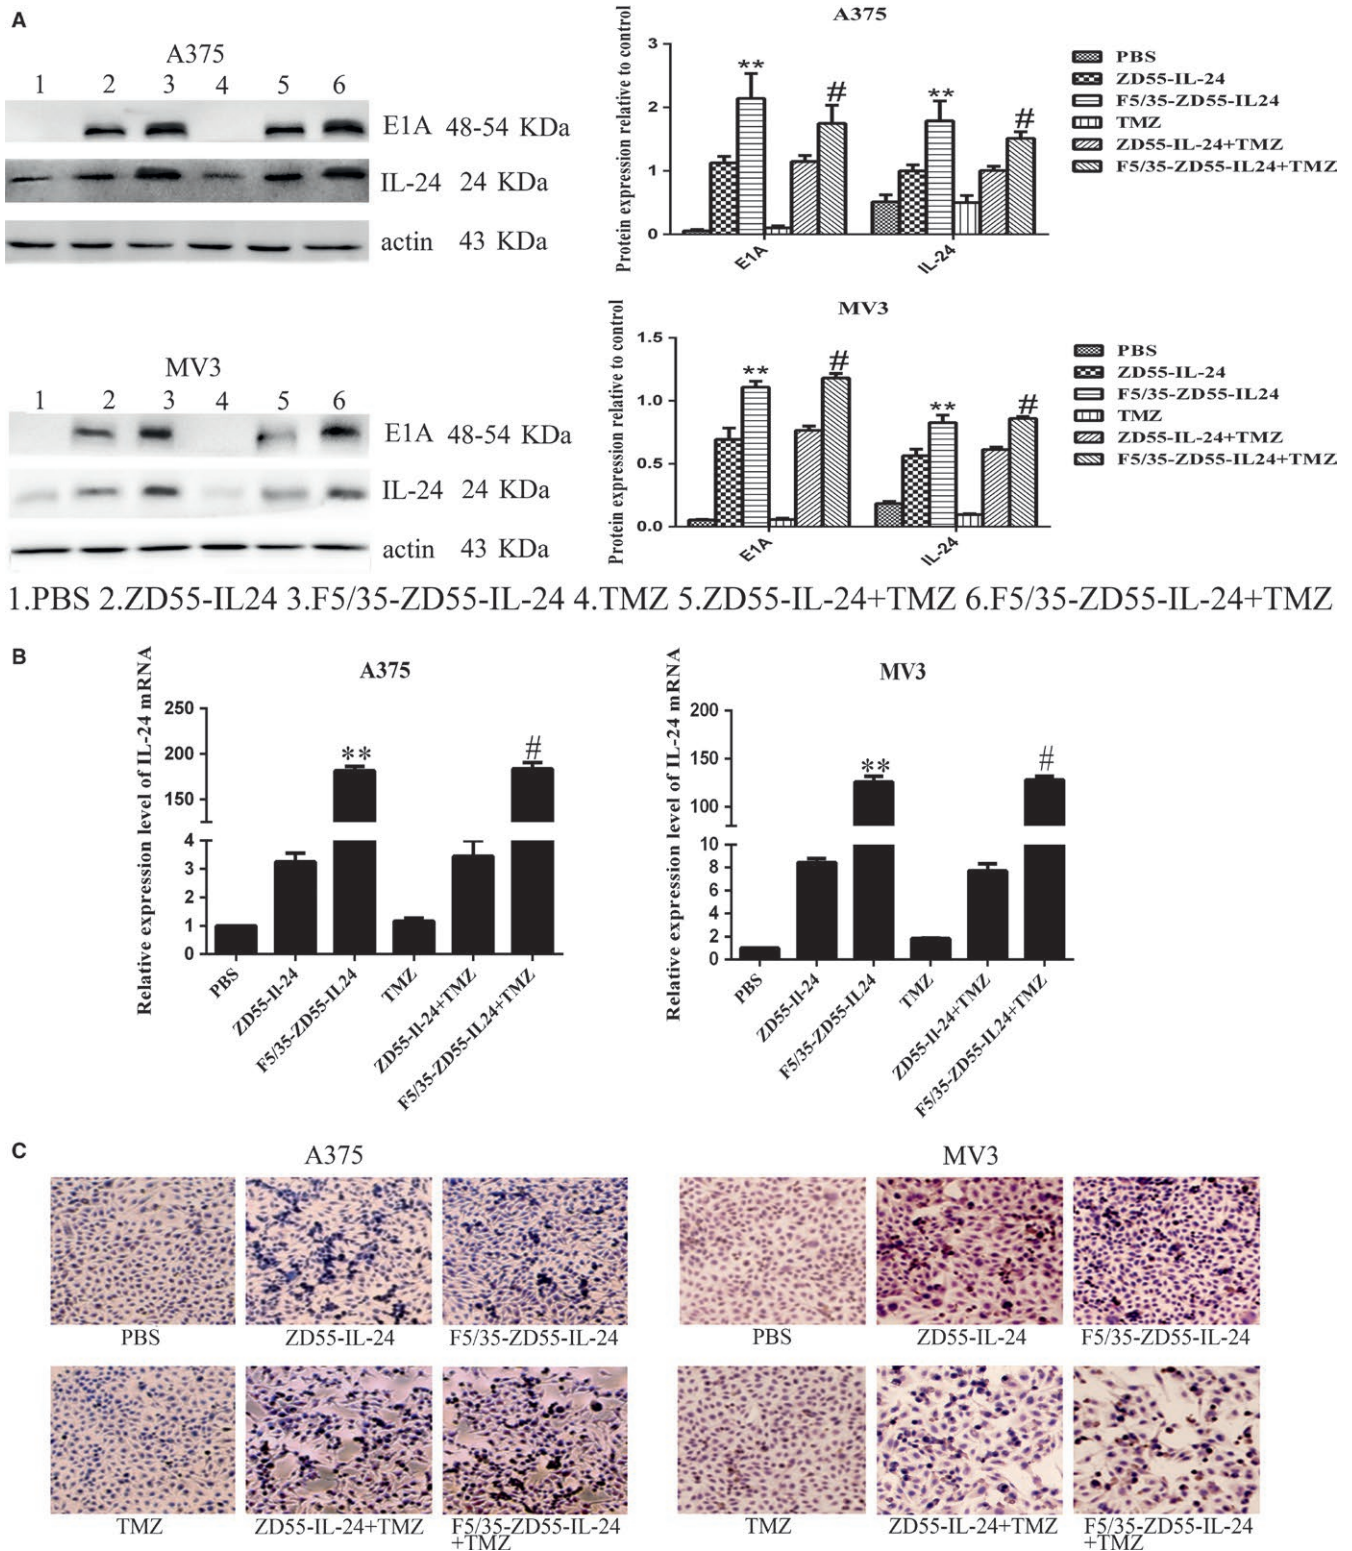 A
A375
1 2 3 4 5 6
E1A 48-54 KDa
IL-24 24 KDa
actin 43 KDa
A375
Protein expression relative to control
3
2
1
0
E1A
IL-24
**
#
**
#
PBS
ZD55-IL-24
F5/35-ZD55-IL24
TMZ
ZD55-IL-24+TMZ
F5/35-ZD55-IL24+TMZ
MV3
1 2 3 4 5 6
E1A 48-54 KDa
IL-24 24 KDa
actin 43 KDa
MV3
Protein expression relative to control
1.5
1.0
0.5
0.0
E1A
IL-24
**
#
**
#
PBS
ZD55-IL-24
F5/35-ZD55-IL24
TMZ
ZD55-IL-24+TMZ
F5/35-ZD55-IL24+TMZ
1.PBS 2.ZD55-IL24 3.F5/35-ZD55-IL-24 4.TMZ 5.ZD55-IL-24+TMZ 6.F5/35-ZD55-IL-24+TMZ
B
A375
Relative expression level of IL-24 mRNA
250
200
150
4
3
2
1
0
**
#
PBS
ZD55-Il-24
F5/35-ZD55-IL24
TMZ
ZD55-Il-24+TMZ
F5/35-ZD55-IL24+TMZ
MV3
Relative expression level of IL-24 mRNA
200
150
100
10
8
6
4
2
0
**
#
PBS
ZD55-Il-24
F5/35-ZD55-IL24
TMZ
ZD55-Il-24+TMZ
F5/35-ZD55-IL24+TMZ
C
A375
PBS
ZD55-IL-24
F5/35-ZD55-IL-24
TMZ
ZD55-IL-24+TMZ
F5/35-ZD55-IL-24
+TMZ
MV3
PBS
ZD55-IL-24
F5/35-ZD55-IL-24
TMZ
ZD55-IL-24+TMZ
F5/35-ZD55-IL-24
+TMZ